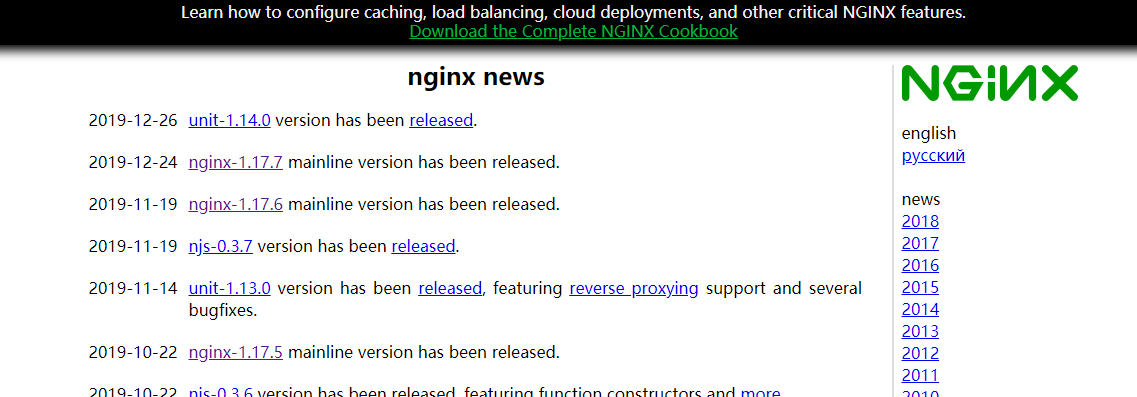 Learn how to configure caching, load balancing, cloud deployments, and other critical NGINX features.
Download the Complete NGINX Cookbook
nginx news
2019-12-26 unit-1.14.0 version has been released.
2019-12-24 nginx-1.17.7 mainline version has been released.
2019-11-19 nginx-1.17.6 mainline version has been released.
2019-11-19 njs-0.3.7 version has been released.
2019-11-14 unit-1.13.0 version has been released, featuring reverse proxying support and several
bugfixes.
2019-10-22 nginx-1.17.5 mainline version has been released.
2019-10-22 njs-0.3.6 version has been released, featuring function constructors and more.
NGINX
english
русский
news
2018
2017
2016
2015
2014
2013
2012
2011
2010